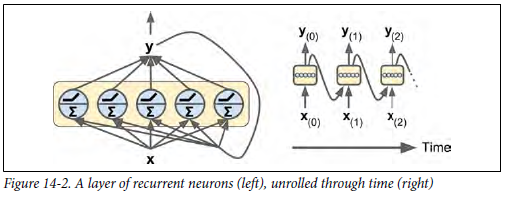 y
Σ Σ Σ Σ Σ
x
y(0) y(1) y(2)
x(0) x(1) x(2)
Time
Figure 14-2. A layer of recurrent neurons (left), unrolled through time (right)